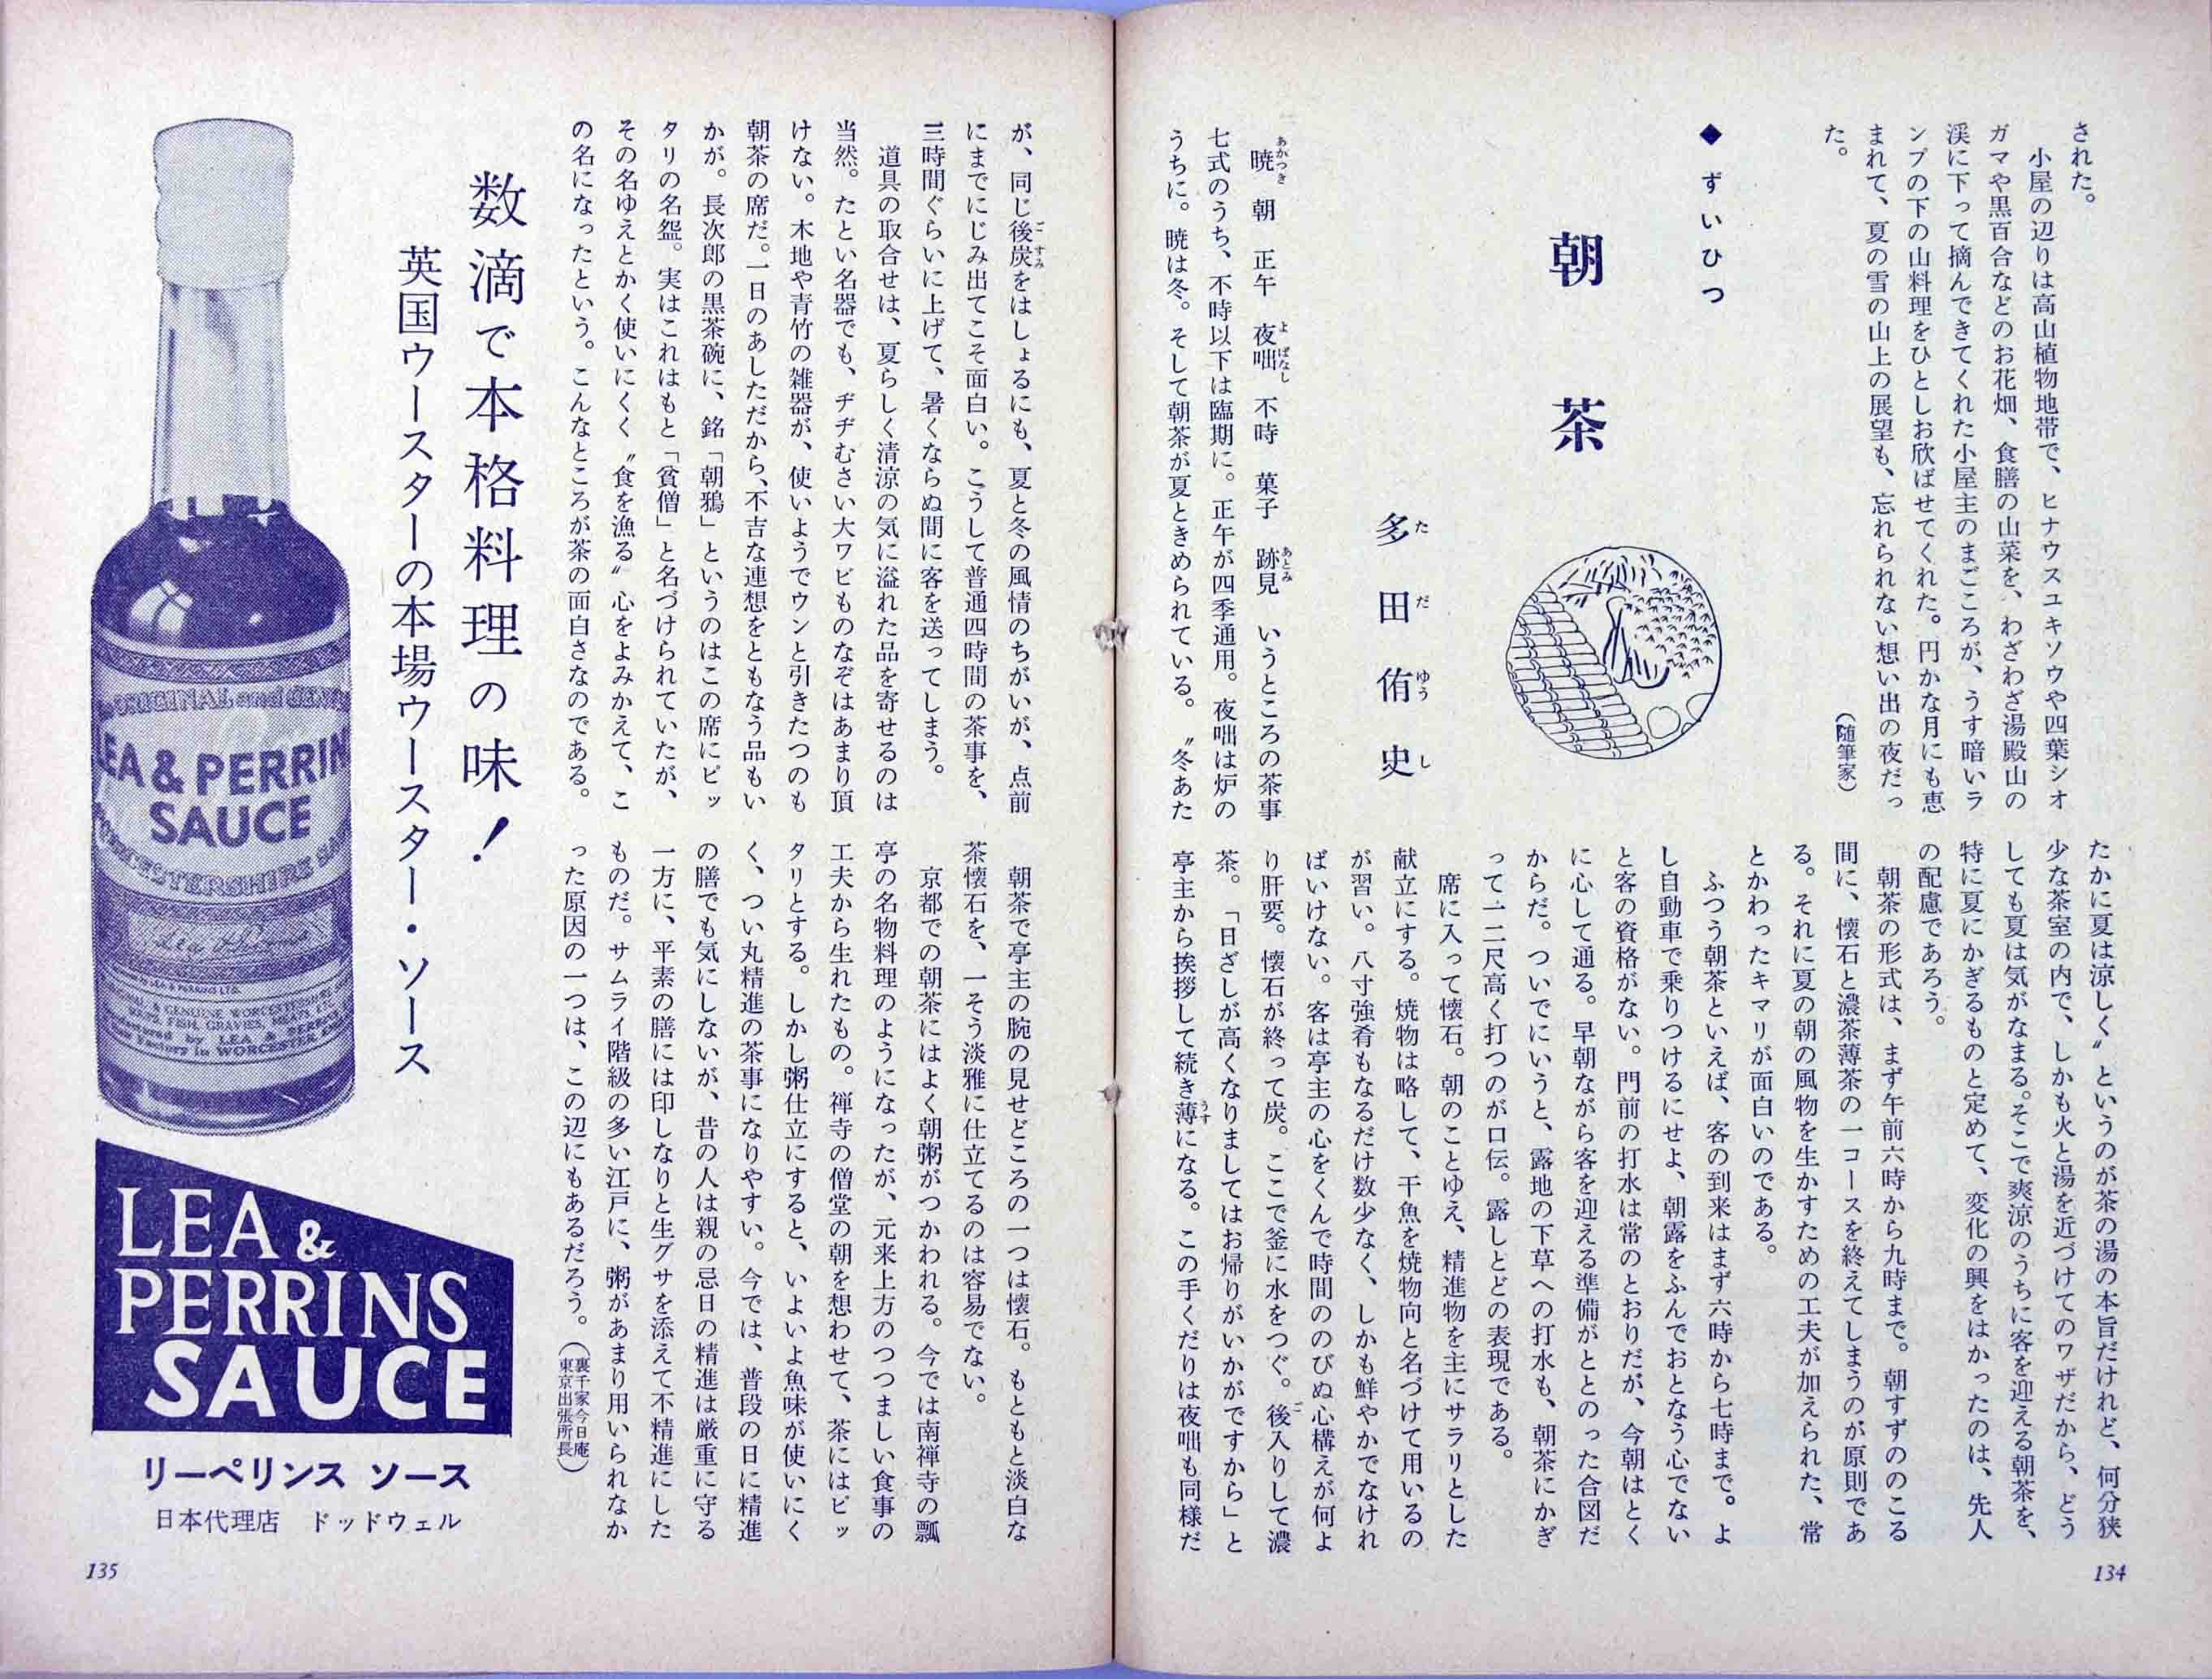 された。
　小屋の辺りは高山植物地帯で、ヒナウスユキソウや四葉シオ
ガマや黒百合などのお花畑、食膳の山菜を、わざわざ湯殿山の
渓に下って摘んできてくれた小屋主のまごころが、うす暗いラ
ンプの下の山料理をひとしお欣ばせてくれた。円かな月にも恵
まれて、夏の雪の山上の展望も、忘れられない想い出の夜だっ
た。
（随筆家）
◆ ずいひつ
朝茶
多田侑史
ただゆうし
　暁 朝 正午 夜咄 不時 菓子 跡見 いうところの茶事
あかつき よばなし あとみ
七式のうち、不時以下は臨期に。正午が四季通用。夜咄は炉の
うちに。暁は冬。そして朝茶が夏ときめられている。〝冬あた
たかに夏は涼しく〟というのが茶の湯の本旨だけれど、何分狭
少な茶室の内で、しかも火と湯を近づけてのワザだから、どう
しても夏は気がなまる。そこで爽涼のうちに客を迎える朝茶を、
特に夏にかぎるものと定めて、変化の興をはかったのは、先人
の配慮であろう。
　朝茶の形式は、まず午前六時から九時まで。朝すずののこる
間に、懐石と濃茶薄茶の一コースを終えてしまうのが原則であ
る。それに夏の朝の風物を生かすための工夫が加えられた、常
とかわったキマリが面白いのである。
　ふつう朝茶といえば、客の到来はまず六時から七時まで。よ
し自動車で乗りつけるにせよ、朝露をふんでおとなう心でない
と客の資格がない。門前の打水は常のとおりだが、今朝はとく
に心して通る。早朝ながら客を迎える準備がととのった合図だ
からだ。ついでにいうと、露地の下草への打水も、朝茶にかぎ
って一二尺高く打つのが口伝。露しとどの表現である。
　席に入って懐石。朝のことゆえ、精進物を主にサラリとした
献立にする。焼物は略して、干魚を焼物向と名づけて用いるの
が習い。八寸強肴もなるだけ数少なく、しかも鮮やかでなけれ
ばいけない。客は亭主の心をくんで時間ののびぬ心構えが何よ
り肝要。懐石が終って炭。ここで釜に水をつぐ。後入りして濃
ご
茶。「日ざしが高くなりましてはお帰りがいかがですから」と
亭主から挨拶して続き薄になる。この手くだりは夜咄も同様だ
うす
134
が、同じ後炭をはしょるにも、夏と冬の風情のちがいが、点前
ごすみ
にまでにじみ出てこそ面白い。こうして普通四時間の茶事を、
三時間ぐらいに上げて、暑くならぬ間に客を送ってしまう。
　道具の取合せは、夏らしく清涼の気に溢れた品を寄せるのは
当然。たとい名器でも、ヂヂむさい大ワビものなぞはあまり頂
けない。木地や青竹の雑器が、使いようでウンと引きたつのも
朝茶の席だ。一日のあしただから、不吉な連想をともなう品もい
かが。長次郎の黒茶碗に、銘「朝鴉」というのはこの席にピッ
タリの名盌。実はこれはもと「貧僧」と名づけられていたが、
その名ゆえとかく使いにくく〝食を漁る〟心をよみかえて、こ
の名になったという。こんなところが茶の面白さなのである。
　朝茶で亭主の腕の見せどころの一つは懐石。もともと淡白な
茶懐石を、一そう淡雅に仕立てるのは容易でない。
　京都での朝茶にはよく朝粥がつかわれる。今では南禅寺の瓢
亭の名物料理のようになったが、元来上方のつつましい食事の
工夫から生れたもの。禅寺の僧堂の朝を想わせて、茶にはピッ
タリとする。しかし粥仕立にすると、いよいよ魚味が使いにく
く、つい丸精進の茶事になりやすい。今では、普段の日に精進
の膳でも気にしないが、昔の人は親の忌日の精進は厳重に守る
一方に、平素の膳には印しなりと生グサを添えて不精進にした
ものだ。サムライ階級の多い江戸に、粥があまり用いられなか
った原因の一つは、この辺にもあるだろう。
（裏千家今日庵
東京出張所長）
数滴で本格料理の味！
英国ウースターの本場ウースター・ソース
ORIGINAL and
LEA & PERRIN
SAUCE
WORCESTERSHIRE
Lea & Perrins
LEA & PERRINS LTD.
LEA &
PERRINS
SAUCE
リーペリンス ソース
日本代理店　ドッドウェル
135